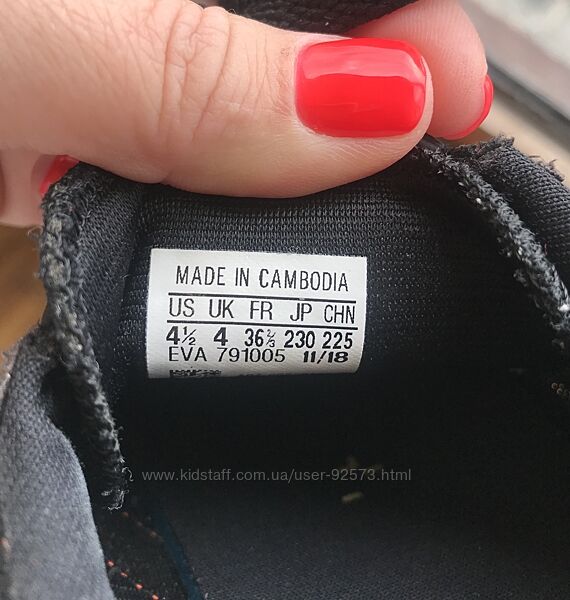 MADE IN CAMBODIA
US UK FR JP CHN
4½ 4 36⅔ 230 225
EVA 791005 11/18
www.kidstaff.com.ua/user-92573.html